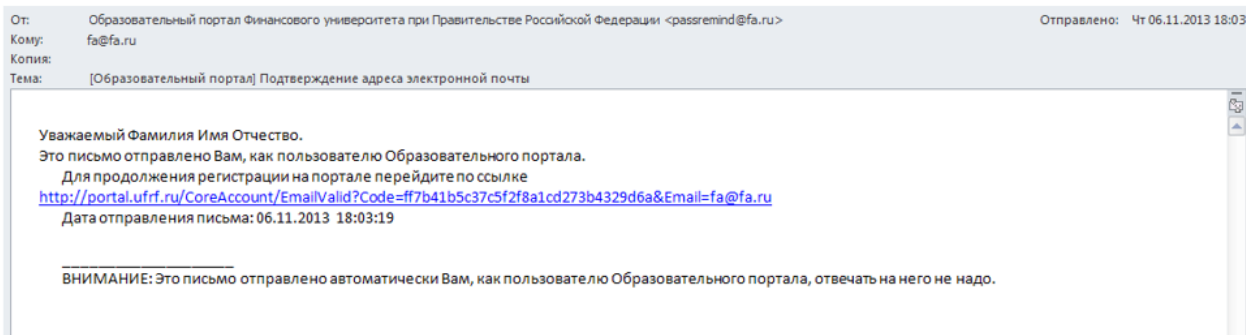 От: Образовательный портал Финансового университета при Правительстве Российской Федерации <passremind@fa.ru> Отправлено: Чт 06.11.2013 18:03
Кому: fa@fa.ru
Копия:
Тема: [Образовательный портал] Подтверждение адреса электронной почты
Уважаемый Фамилия Имя Отчество.
Это письмо отправлено Вам, как пользователю Образовательного портала.
Для продолжения регистрации на портале перейдите по ссылке
http://portal.ufrf.ru/CoreAccount/EmailValid?Code=ff7b41b5c37c5f2f8a1cd273b4329d6a&Email=fa@fa.ru
Дата отправления письма: 06.11.2013 18:03:19
____________________
ВНИМАНИЕ: Это письмо отправлено автоматически Вам, как пользователю Образовательного портала, отвечать на него не надо.